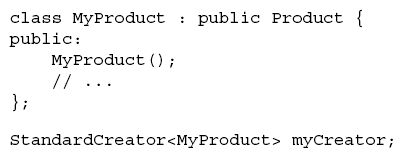 class MyProduct : public Product {
public:
    MyProduct();
    // ...
};

StandardCreator<MyProduct> myCreator;